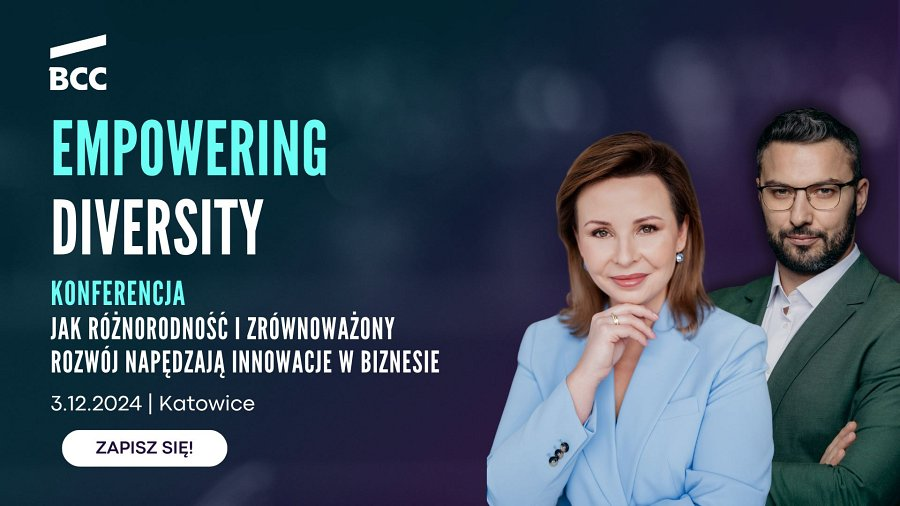 BCC
EMPOWERING
DIVERSITY
KONFERENCJA
JAK RÓŻNORODNOŚĆ I ZRÓWNOWAŻONY
ROZWÓJ NAPĘDZAJĄ INNOWACJE W BIZNESIE
3.12.2024 | Katowice
ZAPISZ SIĘ!